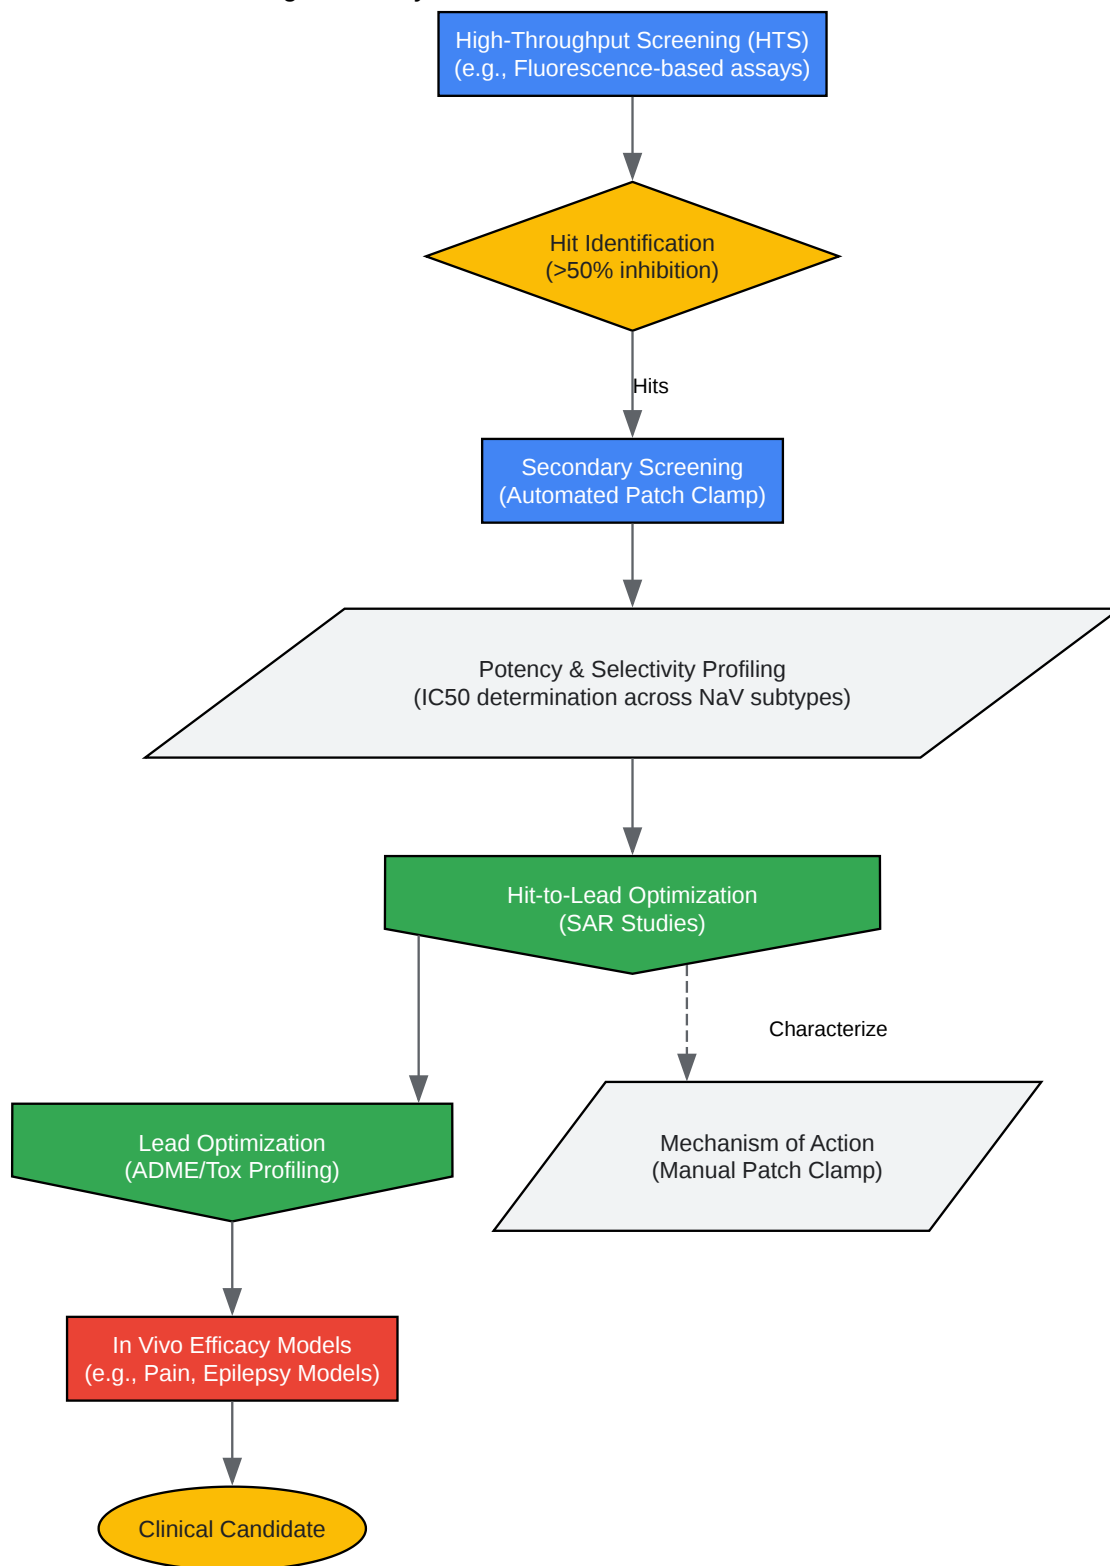 High-Throughput Screening (HTS)
(e.g., Fluorescence-based assays)
Hit Identification
(>50% inhibition)
Hits
Secondary Screening
(Automated Patch Clamp)
Potency & Selectivity Profiling
(IC50 determination across NaV subtypes)
Hit-to-Lead Optimization
(SAR Studies)
Characterize
Lead Optimization
(ADME/Tox Profiling)
Mechanism of Action
(Manual Patch Clamp)
In Vivo Efficacy Models
(e.g., Pain, Epilepsy Models)
Clinical Candidate